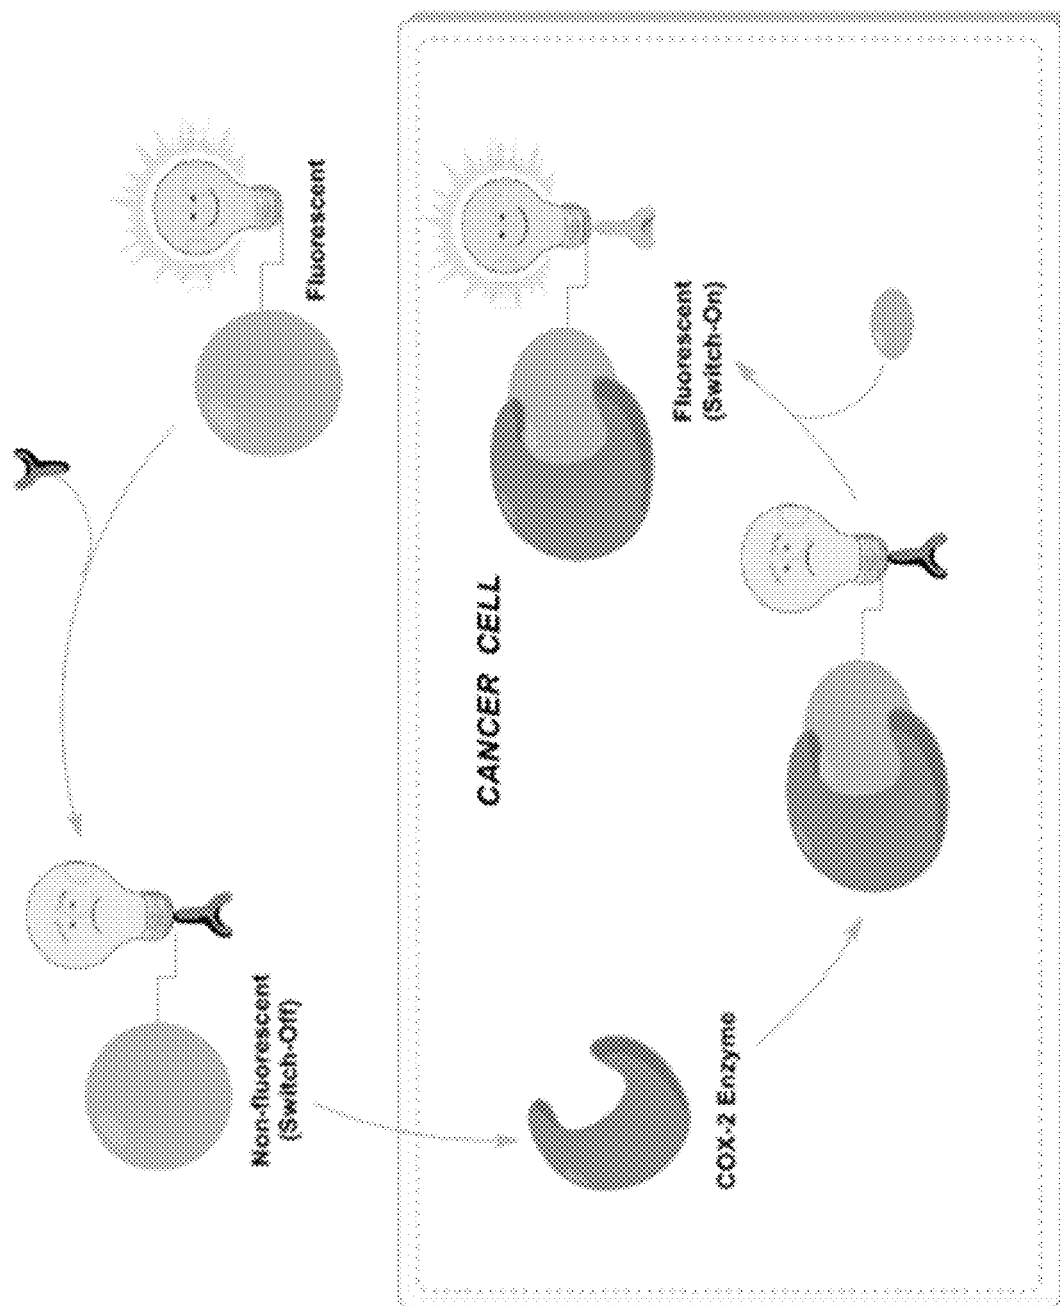 Non-fluorescent
(Switch-Off)
Fluorescent
CANCER CELL
COX-2 Enzyme
Fluorescent
(Switch-On)